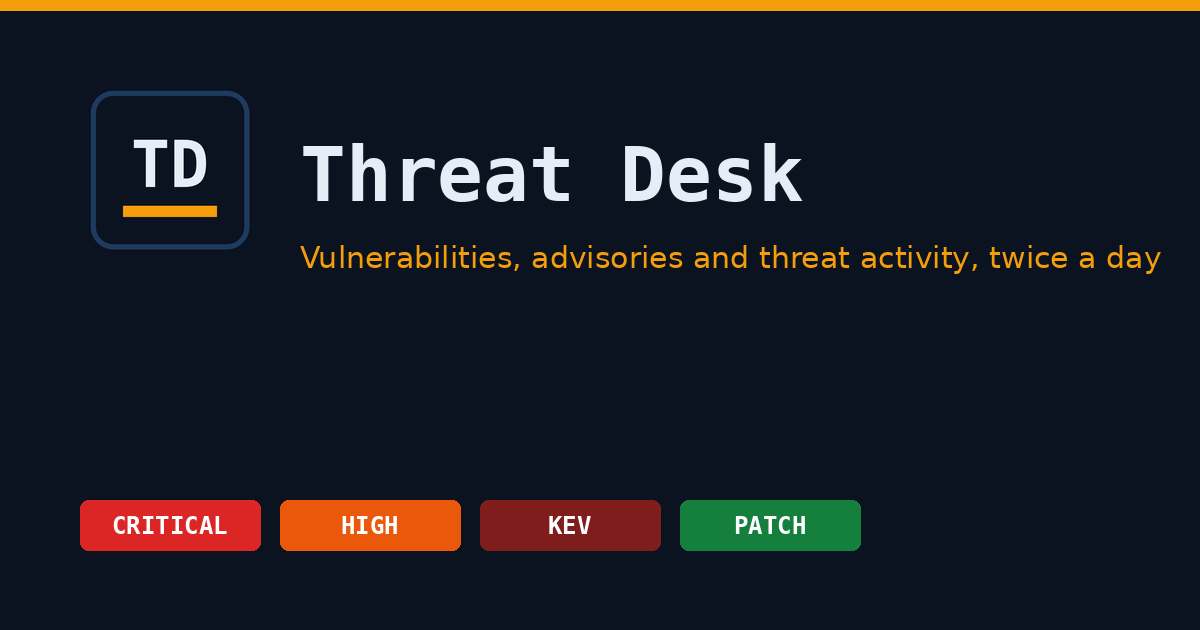 TD
Threat Desk
Vulnerabilities, advisories and threat activity, twice a day
CRITICAL
HIGH
KEV
PATCH